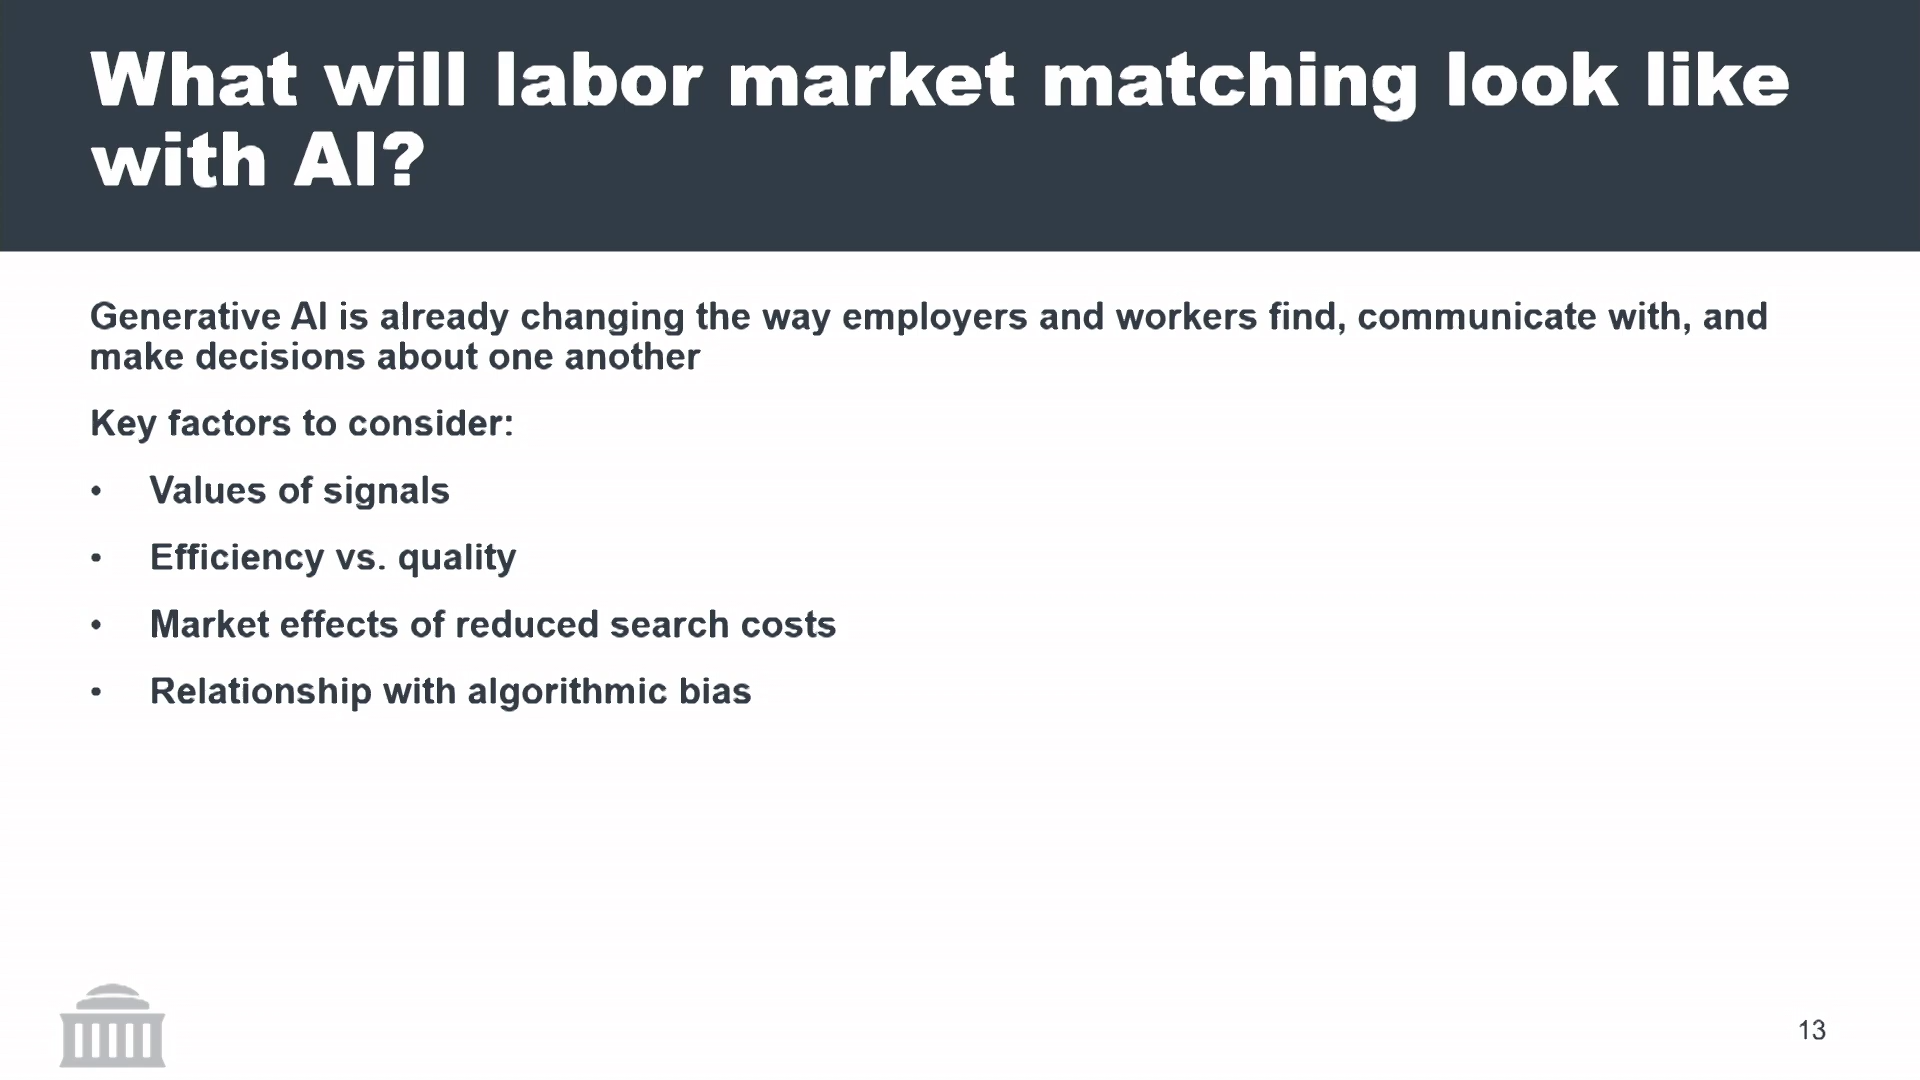 What will labor market matching look like
with AI?
Generative AI is already changing the way employers and workers find, communicate with, and
make decisions about one another
Key factors to consider:
• Values of signals
• Efficiency vs. quality
• Market effects of reduced search costs
• Relationship with algorithmic bias
13